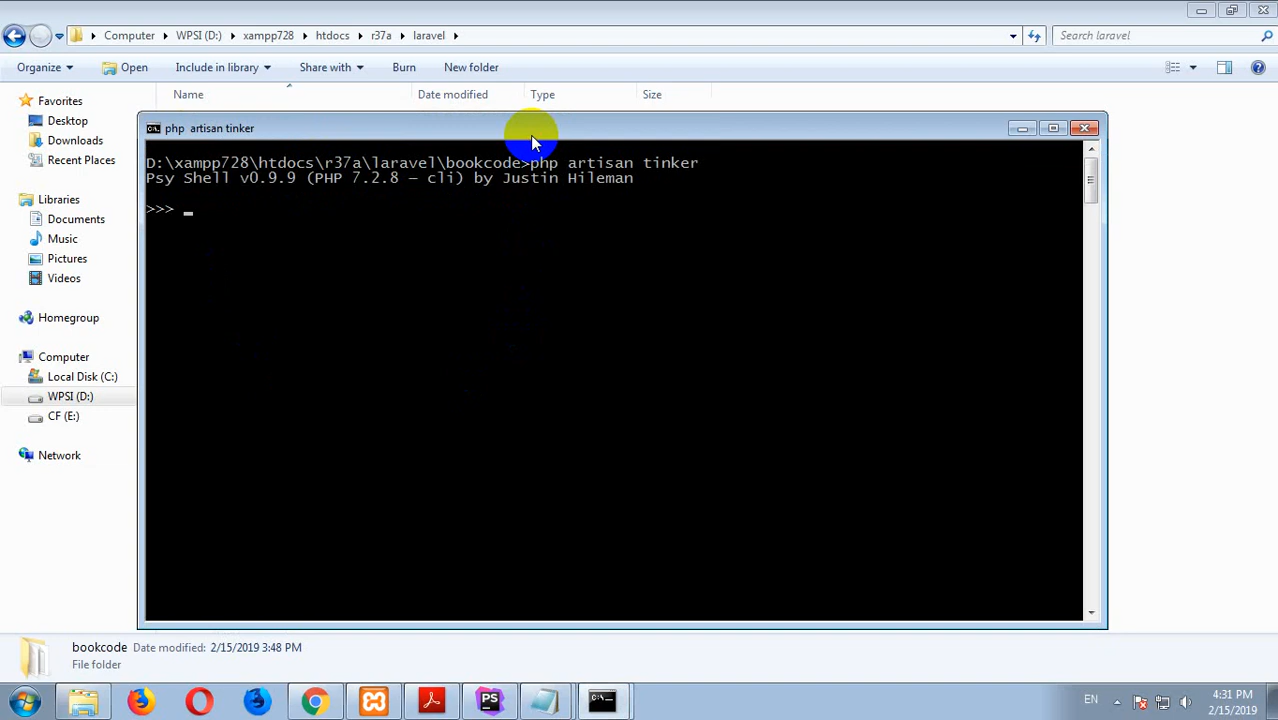 Computer WPSI (D:) xampp728 htdocs r37a laravel
Search laravel
Organize Open Include in library Share with Burn New folder
Name Date modified Type Size
Favorites
Desktop
Downloads
Recent Places
Libraries
Documents
Music
Pictures
Videos
Homegroup
Computer
Local Disk (C:)
WPSI (D:)
CF (E:)
Network
php artisan tinker
D:\xampp728\htdocs\r37a\laravel\bookcode>php artisan tinker
Psy Shell v0.9.9 (PHP 7.2.8 — cli) by Justin Hileman
>>> _
bookcode Date modified: 2/15/2019 3:48 PM
File folder
PS
EN
4:31 PM
2/15/2019